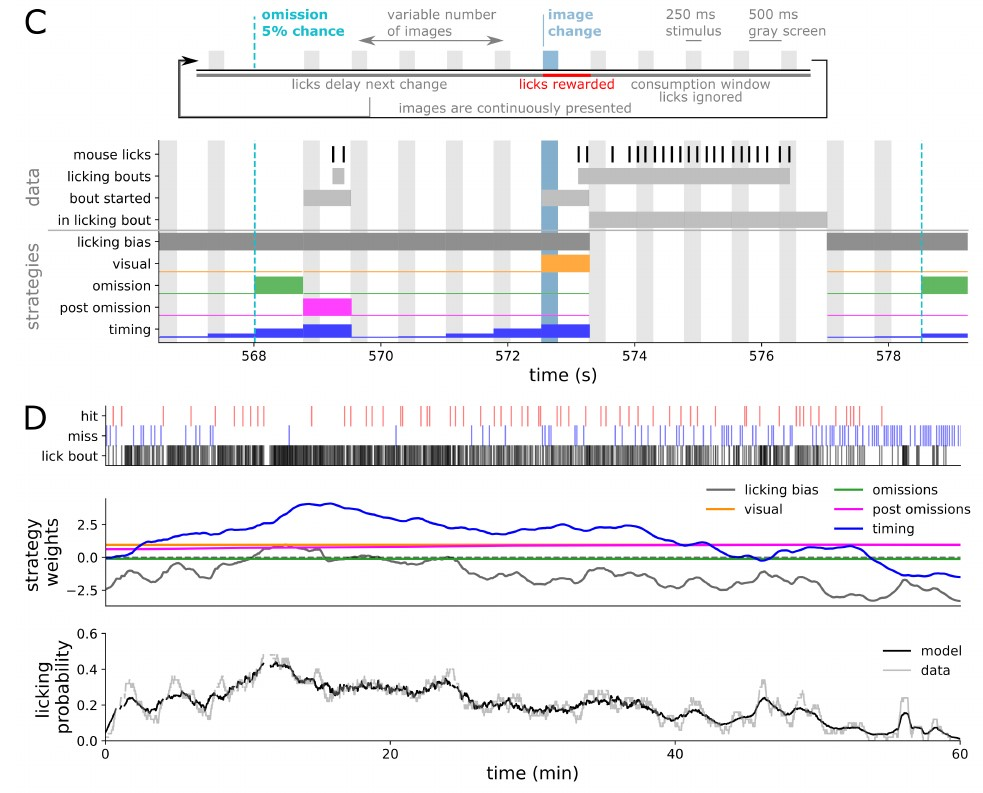 C
omission
5% chance
variable number
of images
image
change
250 ms
stimulus
500 ms
gray screen
licks delay next change
licks rewarded
consumption window
licks ignored
images are continuously presented
data
mouse licks
licking bouts
bout started
in licking bout
strategies
licking bias
visual
omission
post omission
timing
568
570
572
574
576
578
time (s)
D
hit
miss
lick bout
licking bias
visual
omissions
post omissions
timing
strategy
weights
2.5
0.0
−2.5
licking
probability
0.6
0.4
0.2
0.0
model
data
0
20
40
60
time (min)